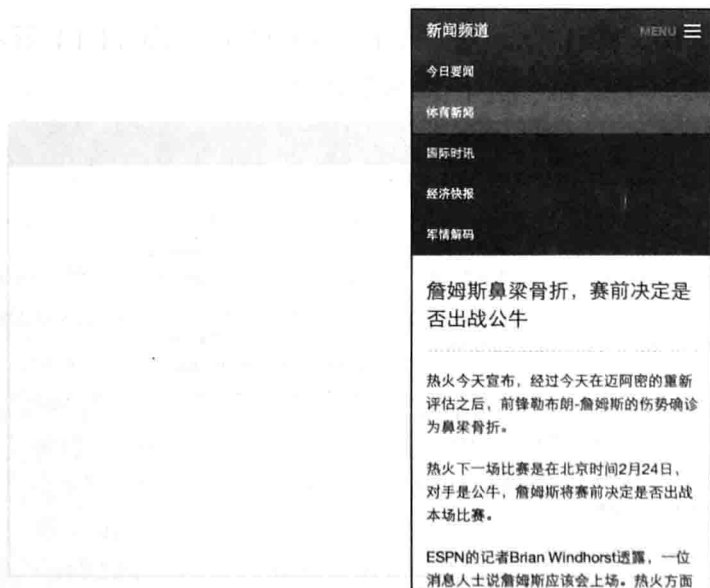 新闻频道
MENU
今日要闻
体育新闻
国际时讯
经济快报
军情解码
詹姆斯鼻梁骨折，赛前决定是
否出战公牛
热火今天宣布，经过今天在迈阿密的重新
评估之后，前锋勒布朗-詹姆斯的伤势确诊
为鼻梁骨折。
热火下一场比赛是在北京时间2月24日，
对手是公牛，詹姆斯将赛前决定是否出战
本场比赛。
ESPN的记者Brian Windhorst透露，一位
消息人士说詹姆斯应该会上场。热火方面